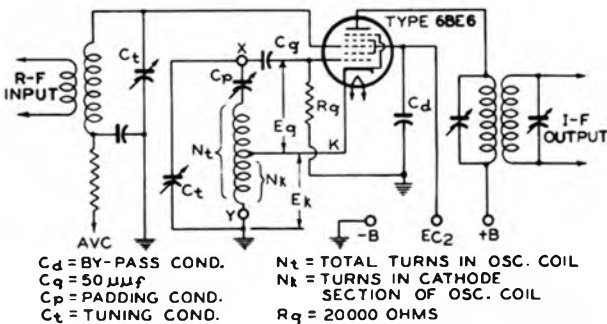 TYPE 6BE6
R-F
INPUT
Ct
X
Cg
Cp
Rg
Eg
Cd
Nt
K
Nk
Ct
Ek
Y
I-F
OUTPUT
AVC
-B
EC2
+B
Cd = BY-PASS COND.
Cg = 50 μμf
Cp = PADDING COND.
Ct = TUNING COND.
Nt = TOTAL TURNS IN OSC. COIL
Nk = TURNS IN CATHODE
SECTION OF OSC. COIL
Rg = 20000 OHMS